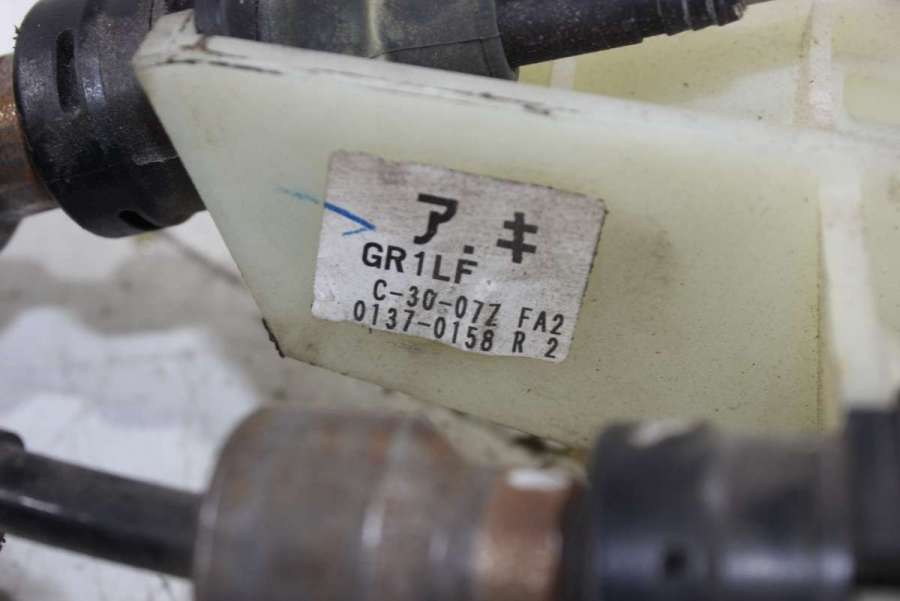 ア.キ
GR1LF
C-30-07Z FA2
0137-0158 R 2